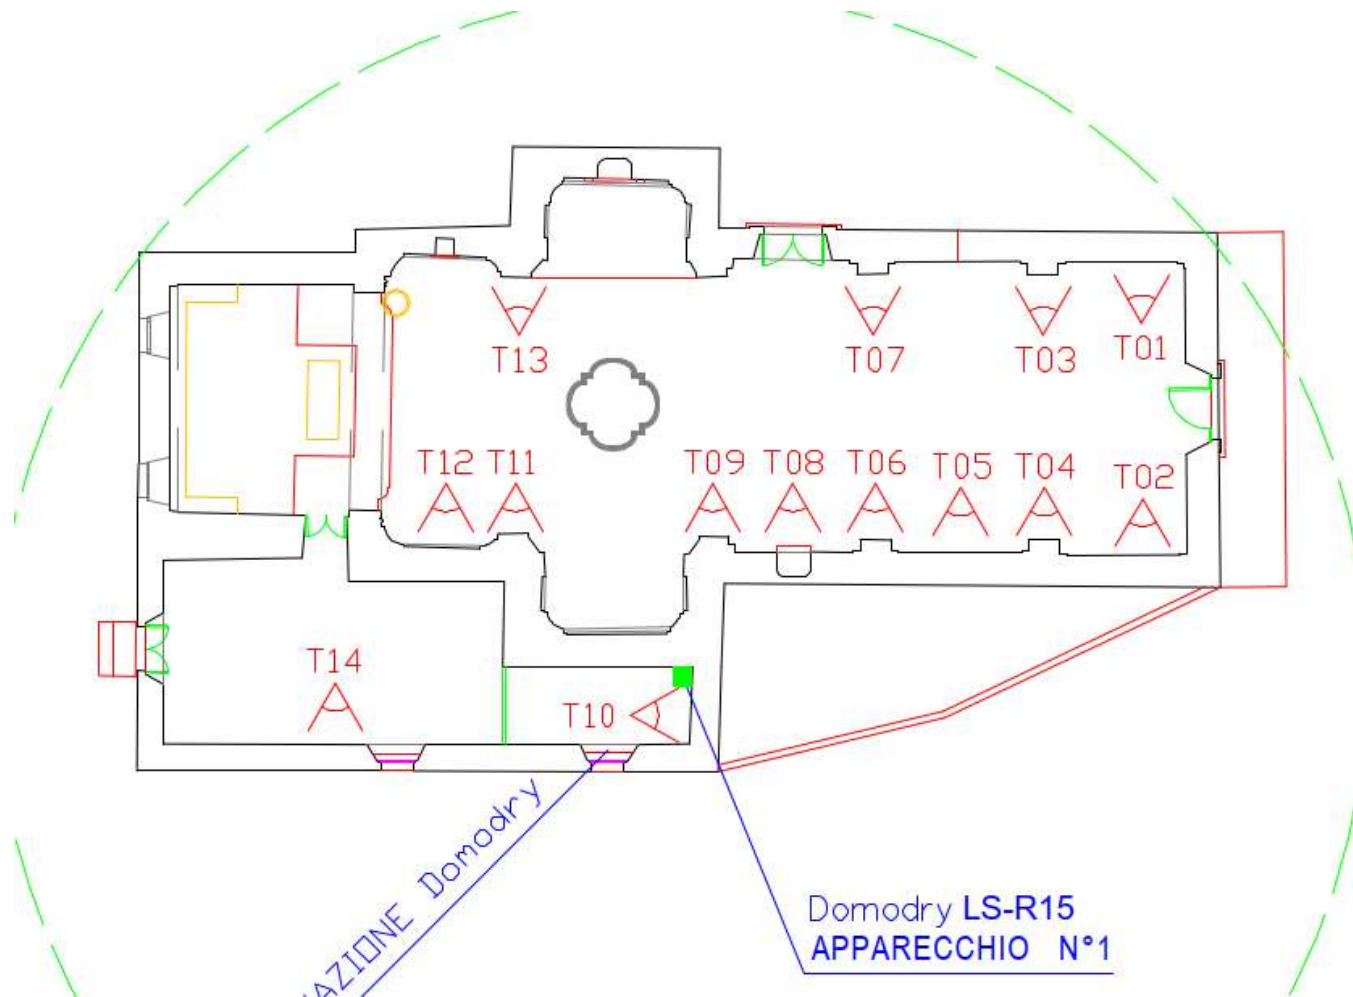 T13
T07
T03
T01
T12
T11
T09
T08
T06
T05
T04
T02
T14
T10
AZIONE Domodry
Domodry LS-R15
APPARECCHIO N°1